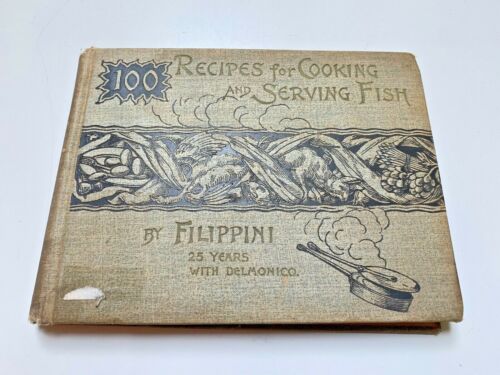 100 RECIPES for COOKING
AND SERVING FISH
BY FILIPPINI
25 YEARS
WITH DELMONICO.